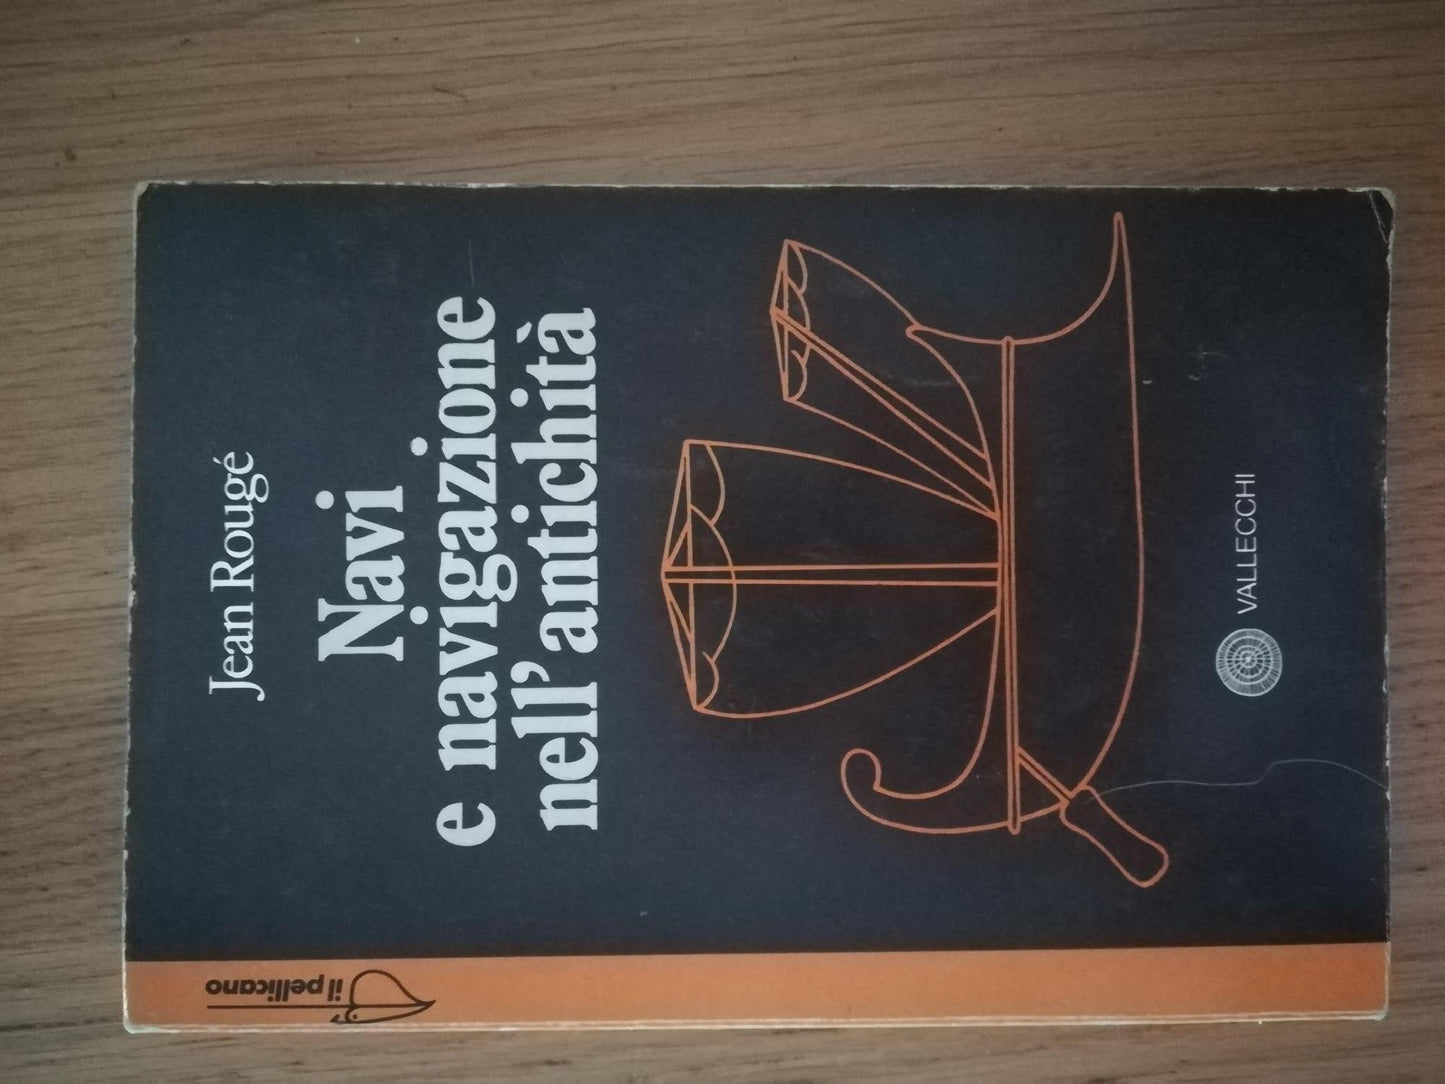 Jean Rougé
Navi
e navigazione
nell'antichità
VALLECCHI
il pellicano